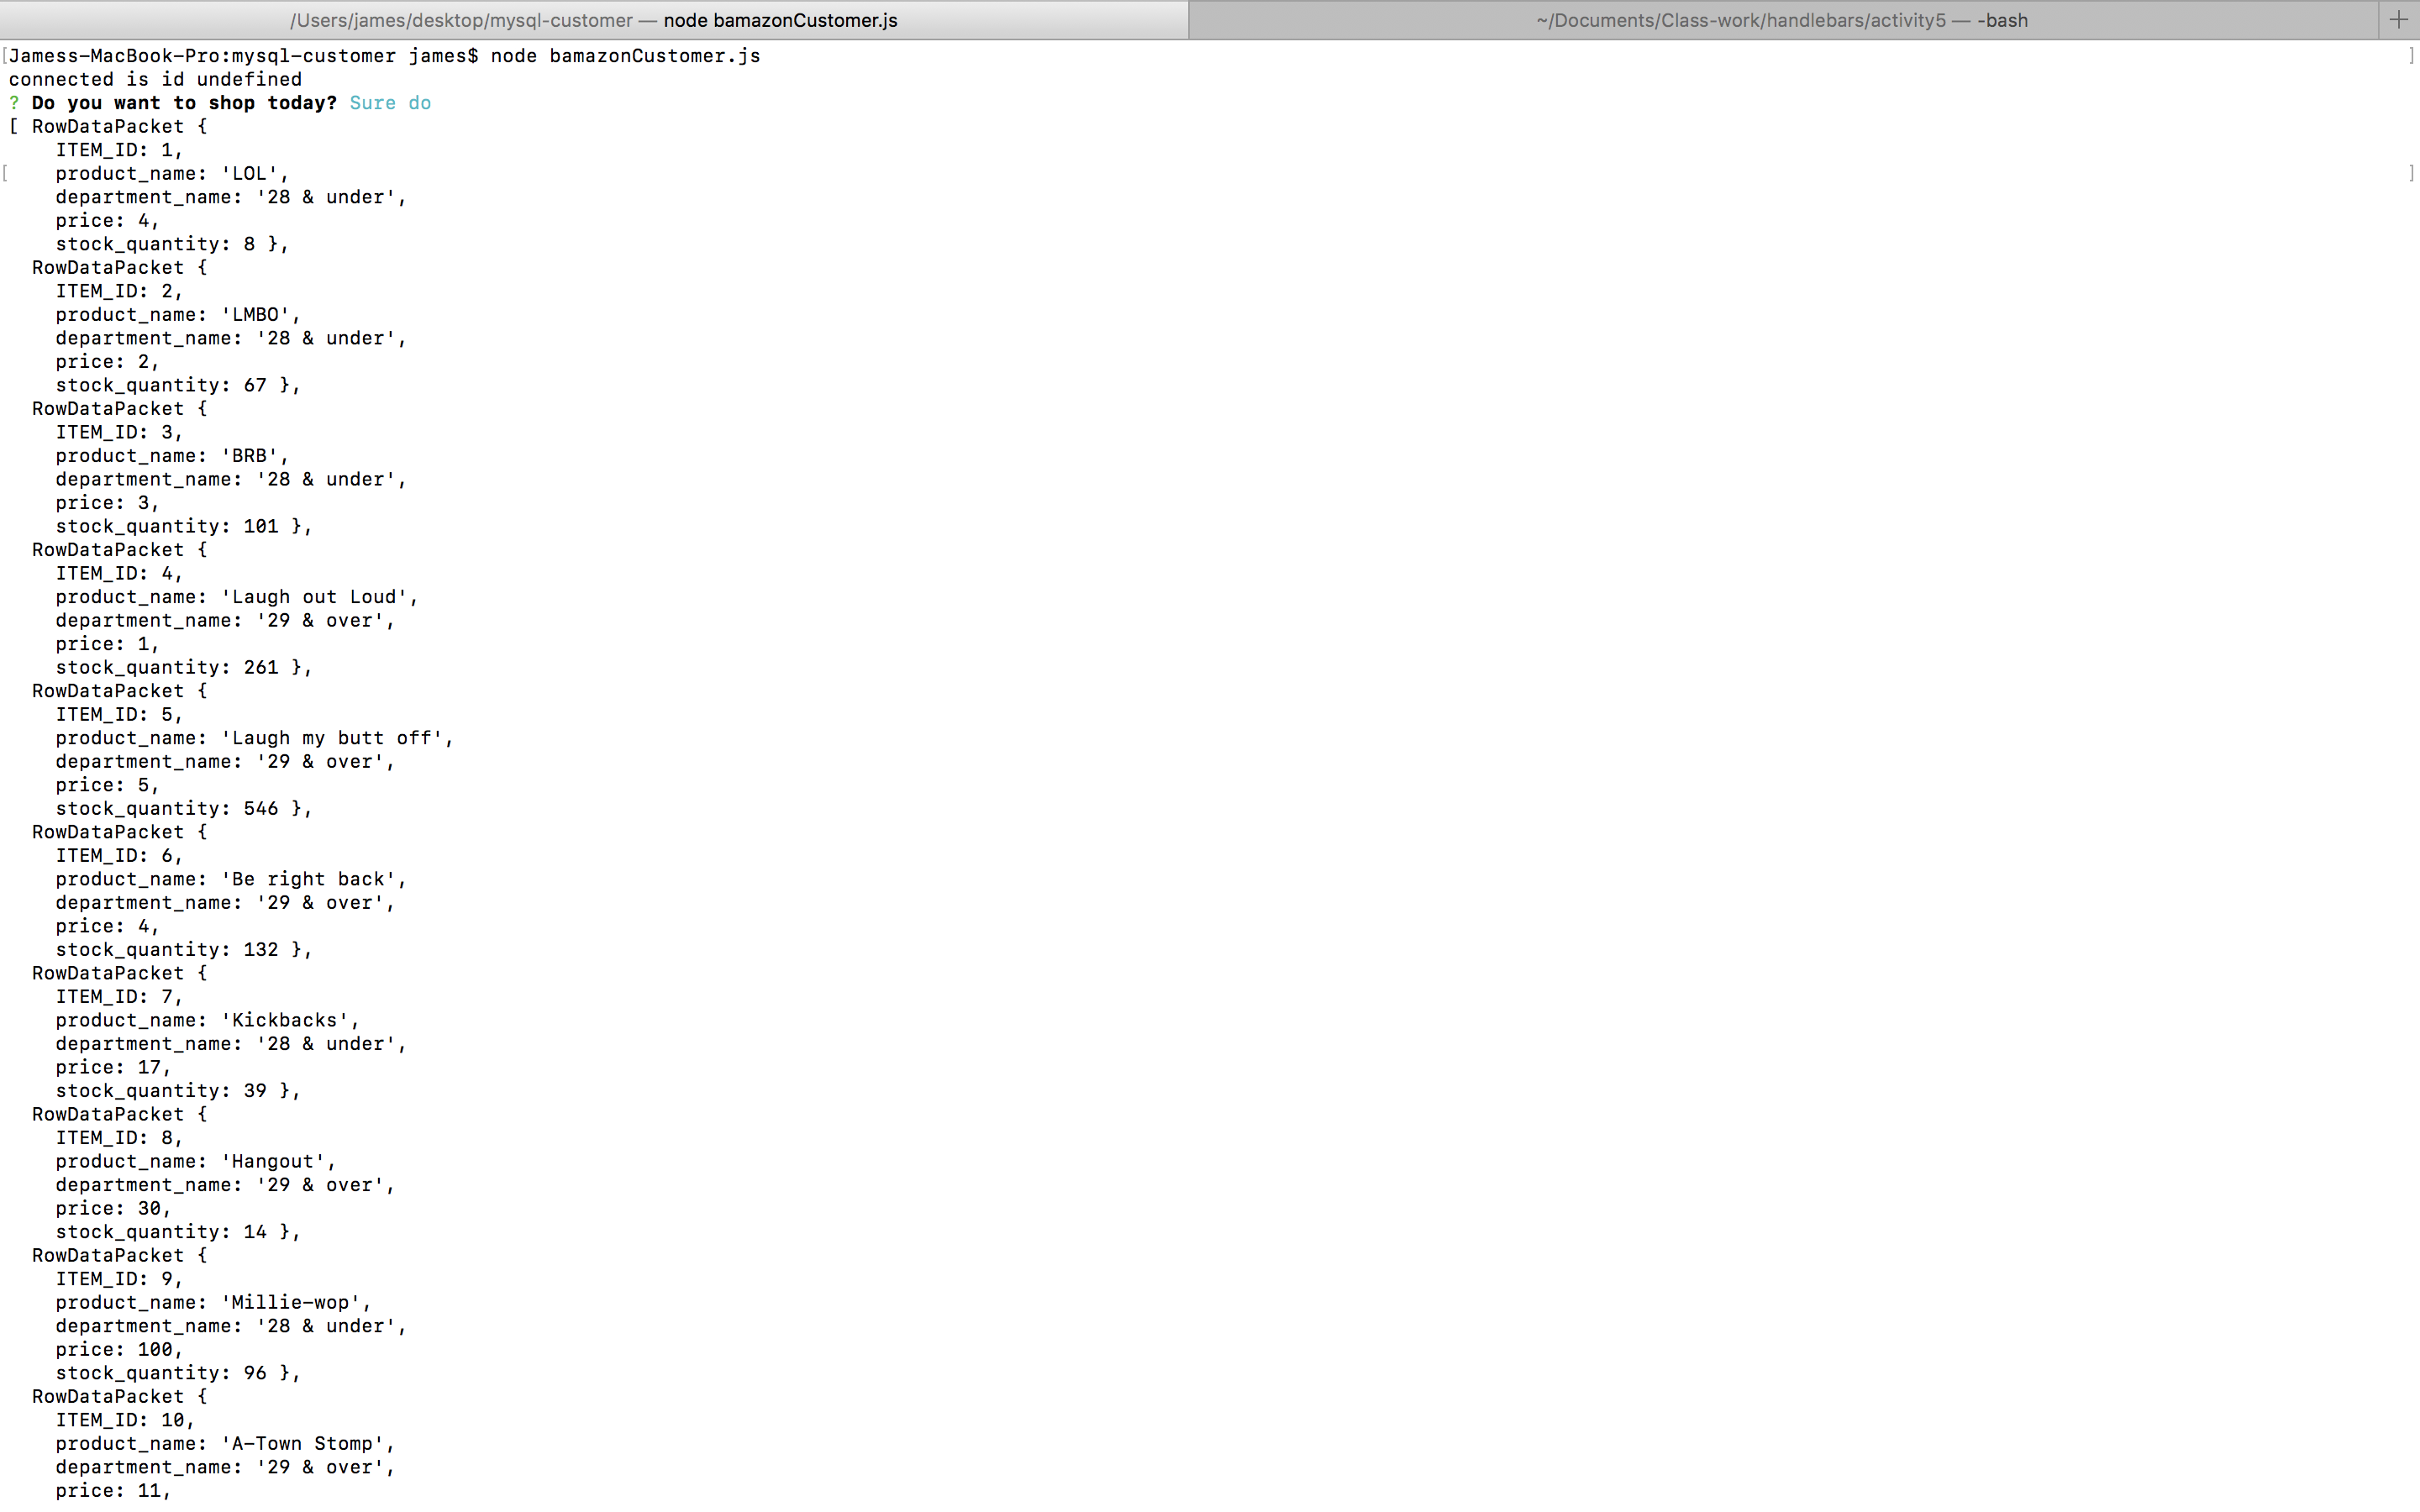 /Users/james/desktop/mysql-customer — node bamazonCustomer.js
~/Documents/Class-work/handlebars/activity5 — -bash
[Jamess-MacBook-Pro:mysql-customer james$ node bamazonCustomer.js ]
connected is id undefined
? Do you want to shop today? Sure do
[ RowDataPacket {
    ITEM_ID: 1,
[    product_name: 'LOL', ]
    department_name: '28 & under',
    price: 4,
    stock_quantity: 8 },
  RowDataPacket {
    ITEM_ID: 2,
    product_name: 'LMBO',
    department_name: '28 & under',
    price: 2,
    stock_quantity: 67 },
  RowDataPacket {
    ITEM_ID: 3,
    product_name: 'BRB',
    department_name: '28 & under',
    price: 3,
    stock_quantity: 101 },
  RowDataPacket {
    ITEM_ID: 4,
    product_name: 'Laugh out Loud',
    department_name: '29 & over',
    price: 1,
    stock_quantity: 261 },
  RowDataPacket {
    ITEM_ID: 5,
    product_name: 'Laugh my butt off',
    department_name: '29 & over',
    price: 5,
    stock_quantity: 546 },
  RowDataPacket {
    ITEM_ID: 6,
    product_name: 'Be right back',
    department_name: '29 & over',
    price: 4,
    stock_quantity: 132 },
  RowDataPacket {
    ITEM_ID: 7,
    product_name: 'Kickbacks',
    department_name: '28 & under',
    price: 17,
    stock_quantity: 39 },
  RowDataPacket {
    ITEM_ID: 8,
    product_name: 'Hangout',
    department_name: '29 & over',
    price: 30,
    stock_quantity: 14 },
  RowDataPacket {
    ITEM_ID: 9,
    product_name: 'Millie-wop',
    department_name: '28 & under',
    price: 100,
    stock_quantity: 96 },
  RowDataPacket {
    ITEM_ID: 10,
    product_name: 'A-Town Stomp',
    department_name: '29 & over',
    price: 11,